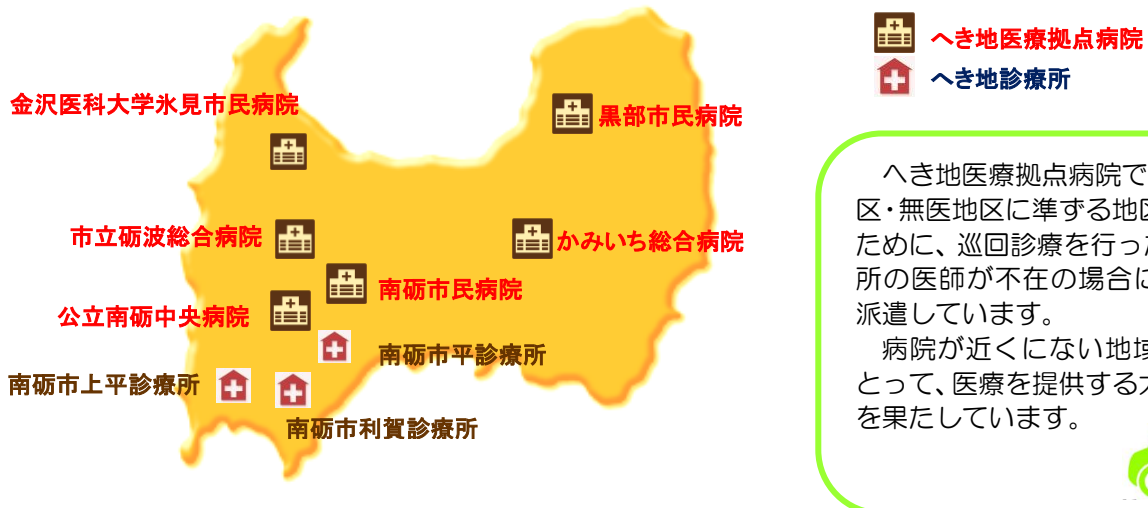 へき地医療拠点病院
へき地診療所
金沢医科大学氷見市民病院
黒部市民病院
市立砺波総合病院
かみいち総合病院
南砺市民病院
公立南砺中央病院
南砺市平診療所
南砺市上平診療所
南砺市利賀診療所
へき地医療拠点病院で
区・無医地区に準ずる地区
ために、巡回診療を行った
所の医師が不在の場合に
派遣しています。
病院が近くにない地域
とって、医療を提供する
を果たしています。